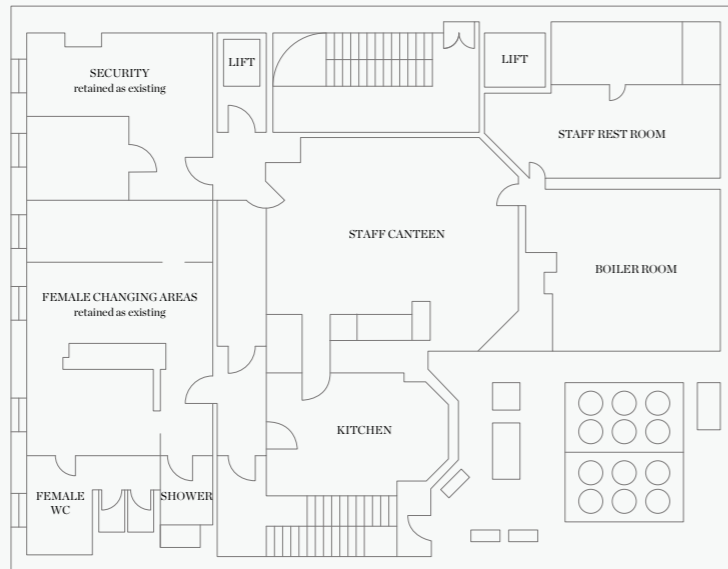 SECURITY
retained as existing
LIFT
LIFT
STAFF REST ROOM
STAFF CANTEEN
BOILER ROOM
FEMALE CHANGING AREAS
retained as existing
KITCHEN
FEMALE
WC
SHOWER